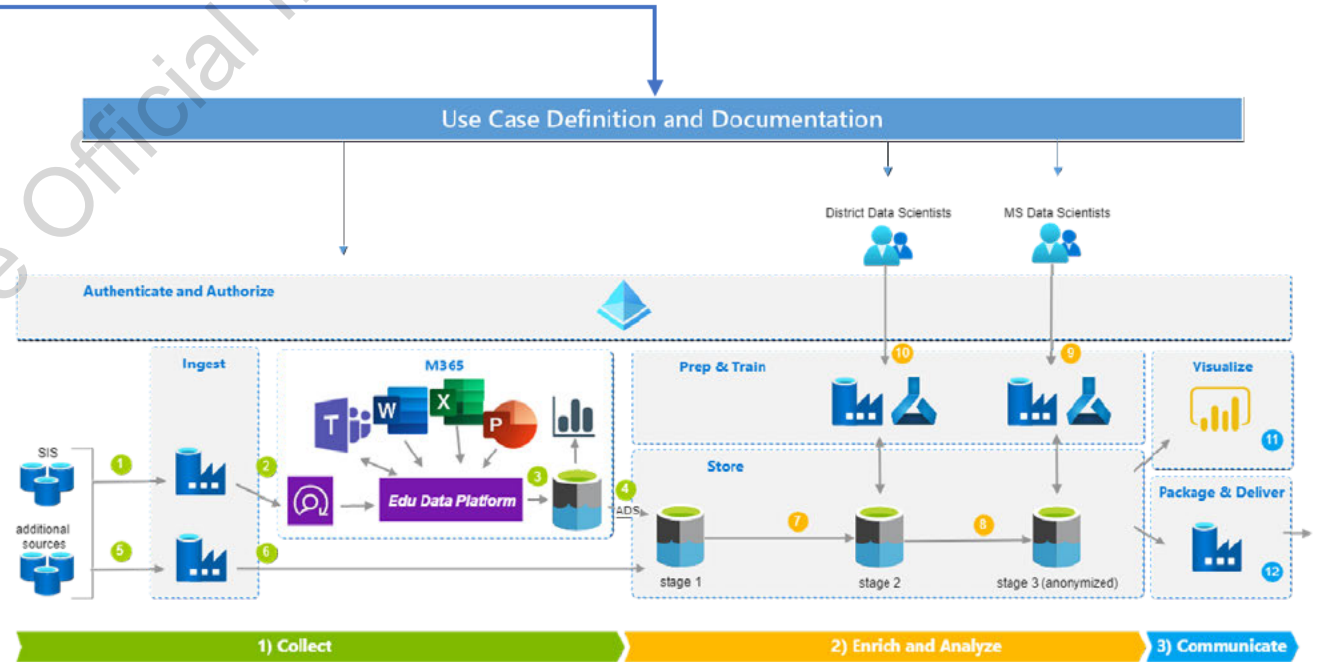 e Official
Use Case Definition and Documentation
District Data Scientists
MS Data Scientists
Authenticate and Authorize
Ingest
M365
Prep & Train
10
9
Visualize
T
W
X
P
11
SIS
1
2
Edu Data Platform
3
4
ADS
Store
Package & Deliver
additional
sources
5
6
7
8
12
stage 1
stage 2
stage 3 (anonymized)
1) Collect
2) Enrich and Analyze
3) Communicate